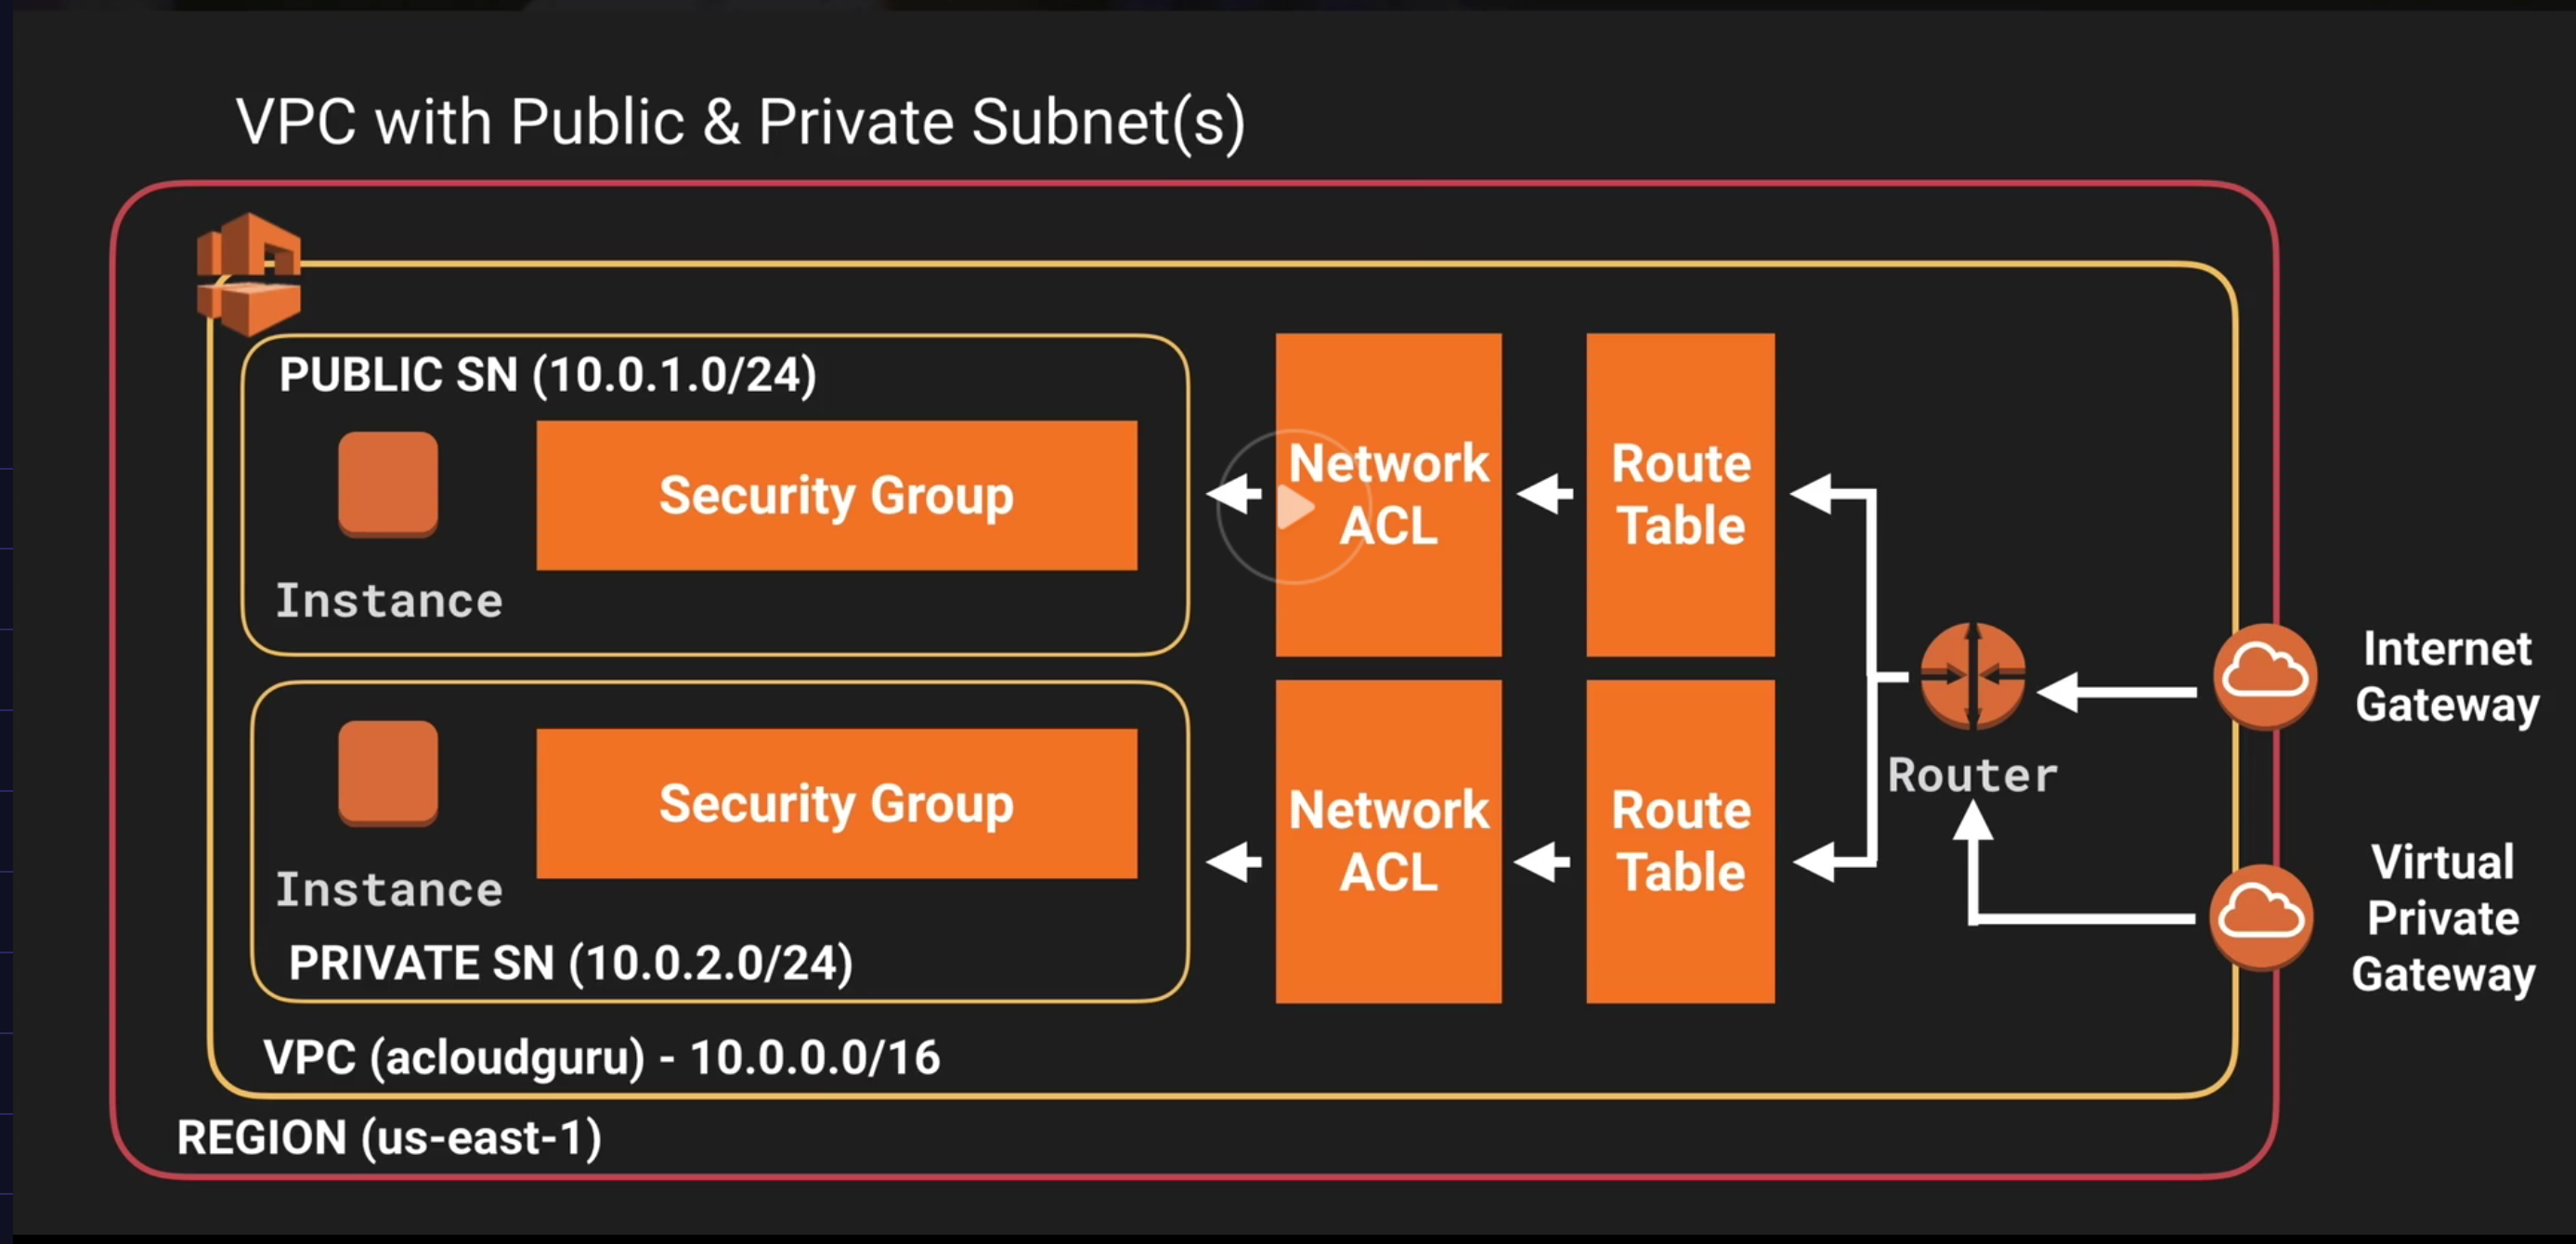 VPC with Public & Private Subnet(s)
PUBLIC SN (10.0.1.0/24)
Security Group
Instance
Network
ACL
Route
Table
Security Group
Instance
PRIVATE SN (10.0.2.0/24)
Network
ACL
Route
Table
Router
Internet
Gateway
Virtual
Private
Gateway
VPC (acloudguru) - 10.0.0.0/16
REGION (us-east-1)